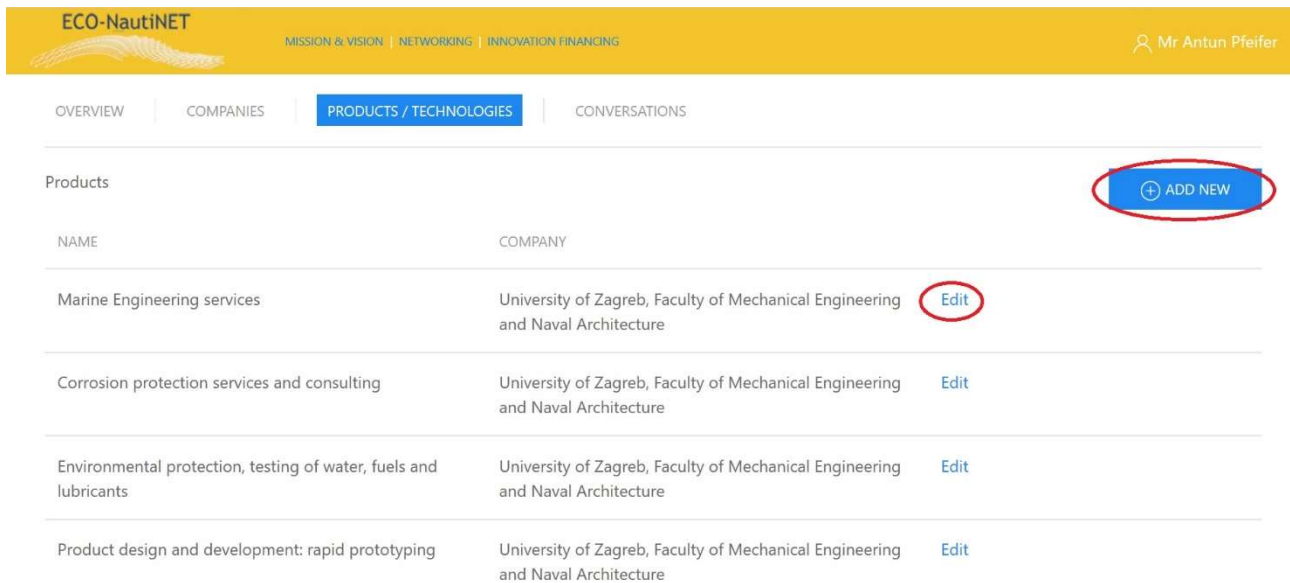 ECO-NautiNET
MISSION & VISION | NETWORKING | INNOVATION FINANCING
Mr Antun Pfeifer
OVERVIEW
COMPANIES
PRODUCTS / TECHNOLOGIES
CONVERSATIONS
Products
ADD NEW
NAME
COMPANY
Marine Engineering services
University of Zagreb, Faculty of Mechanical Engineering
and Naval Architecture
Edit
Corrosion protection services and consulting
University of Zagreb, Faculty of Mechanical Engineering
and Naval Architecture
Edit
Environmental protection, testing of water, fuels and
lubricants
University of Zagreb, Faculty of Mechanical Engineering
and Naval Architecture
Edit
Product design and development: rapid prototyping
University of Zagreb, Faculty of Mechanical Engineering
and Naval Architecture
Edit